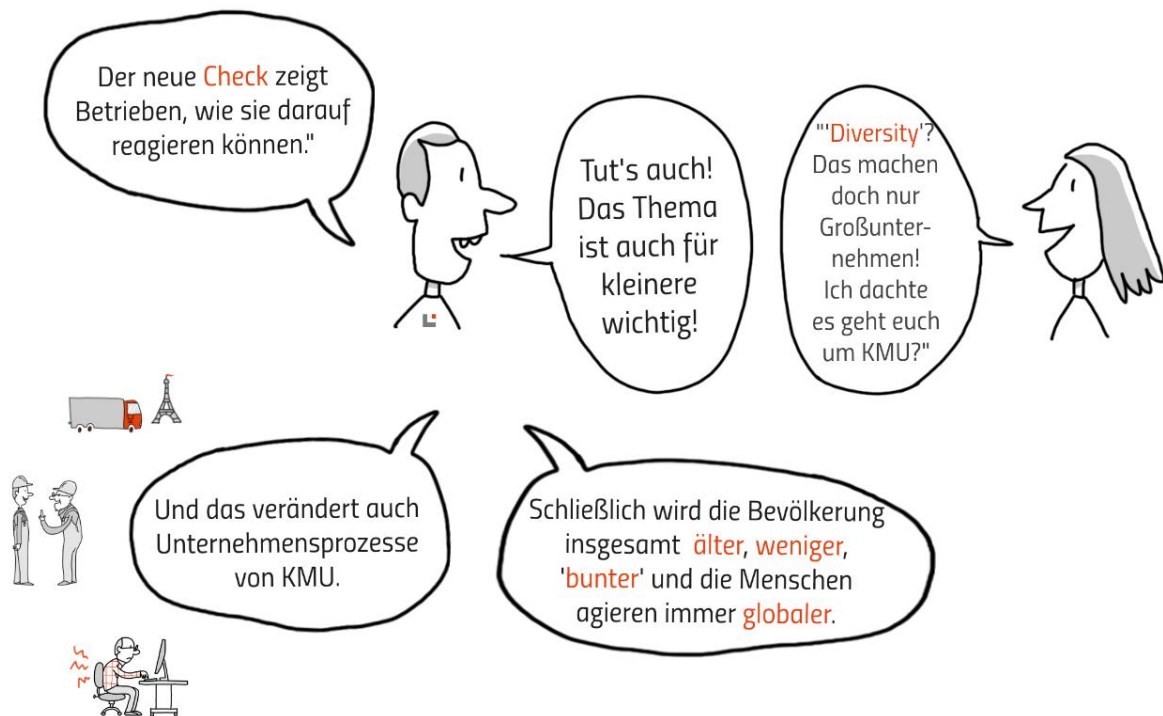 "'Diversity'?
Das machen
doch nur
Großunter-
nehmen!
Ich dachte
es geht euch
um KMU?"
Tut's auch!
Das Thema
ist auch für
kleinere
wichtig!
Schließlich wird die Bevölkerung
insgesamt älter, weniger,
'bunter' und die Menschen
agieren immer globaler.
Und das verändert auch
Unternehmensprozesse
von KMU.
Der neue Check zeigt
Betrieben, wie sie darauf
reagieren können."